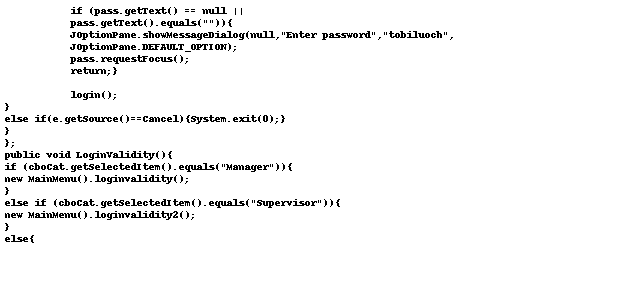 if (pass.getText() == null ||
pass.getText().equals("")){
JOptionPane.showMessageDialog(null,"Enter password","tobiluoch",
JOptionPane.DEFAULT_OPTION);
pass.requestFocus();
return;}
login();
}
else if(e.getSource()==Cancel){System.exit(0);}
}
};
public void LoginValidity(){
if (cboCat.getSelectedItem().equals("Manager")){
new MainMenu().loginvalidity();
}
else if (cboCat.getSelectedItem().equals("Supervisor")){
new MainMenu().loginvalidity2();
}
else{